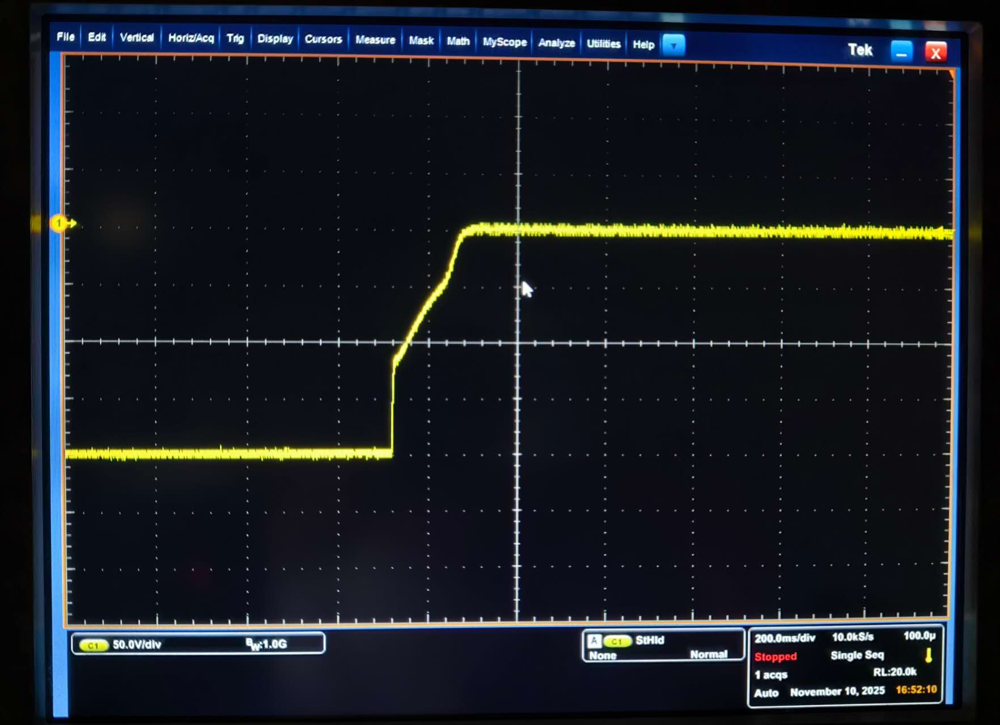 File Edit Vertical Horiz/Acq Trig Display Cursors Measure Mask Math MyScope Analyze Utilities Help Tek X
1
C1 50.0V/div BW:1.0G
A C1 StHld
None Normal
200.0ms/div 10.0kS/s 100.0µ
Stopped Single Seq
1 acqs RL:20.0k
Auto November 10, 2025 16:52:10